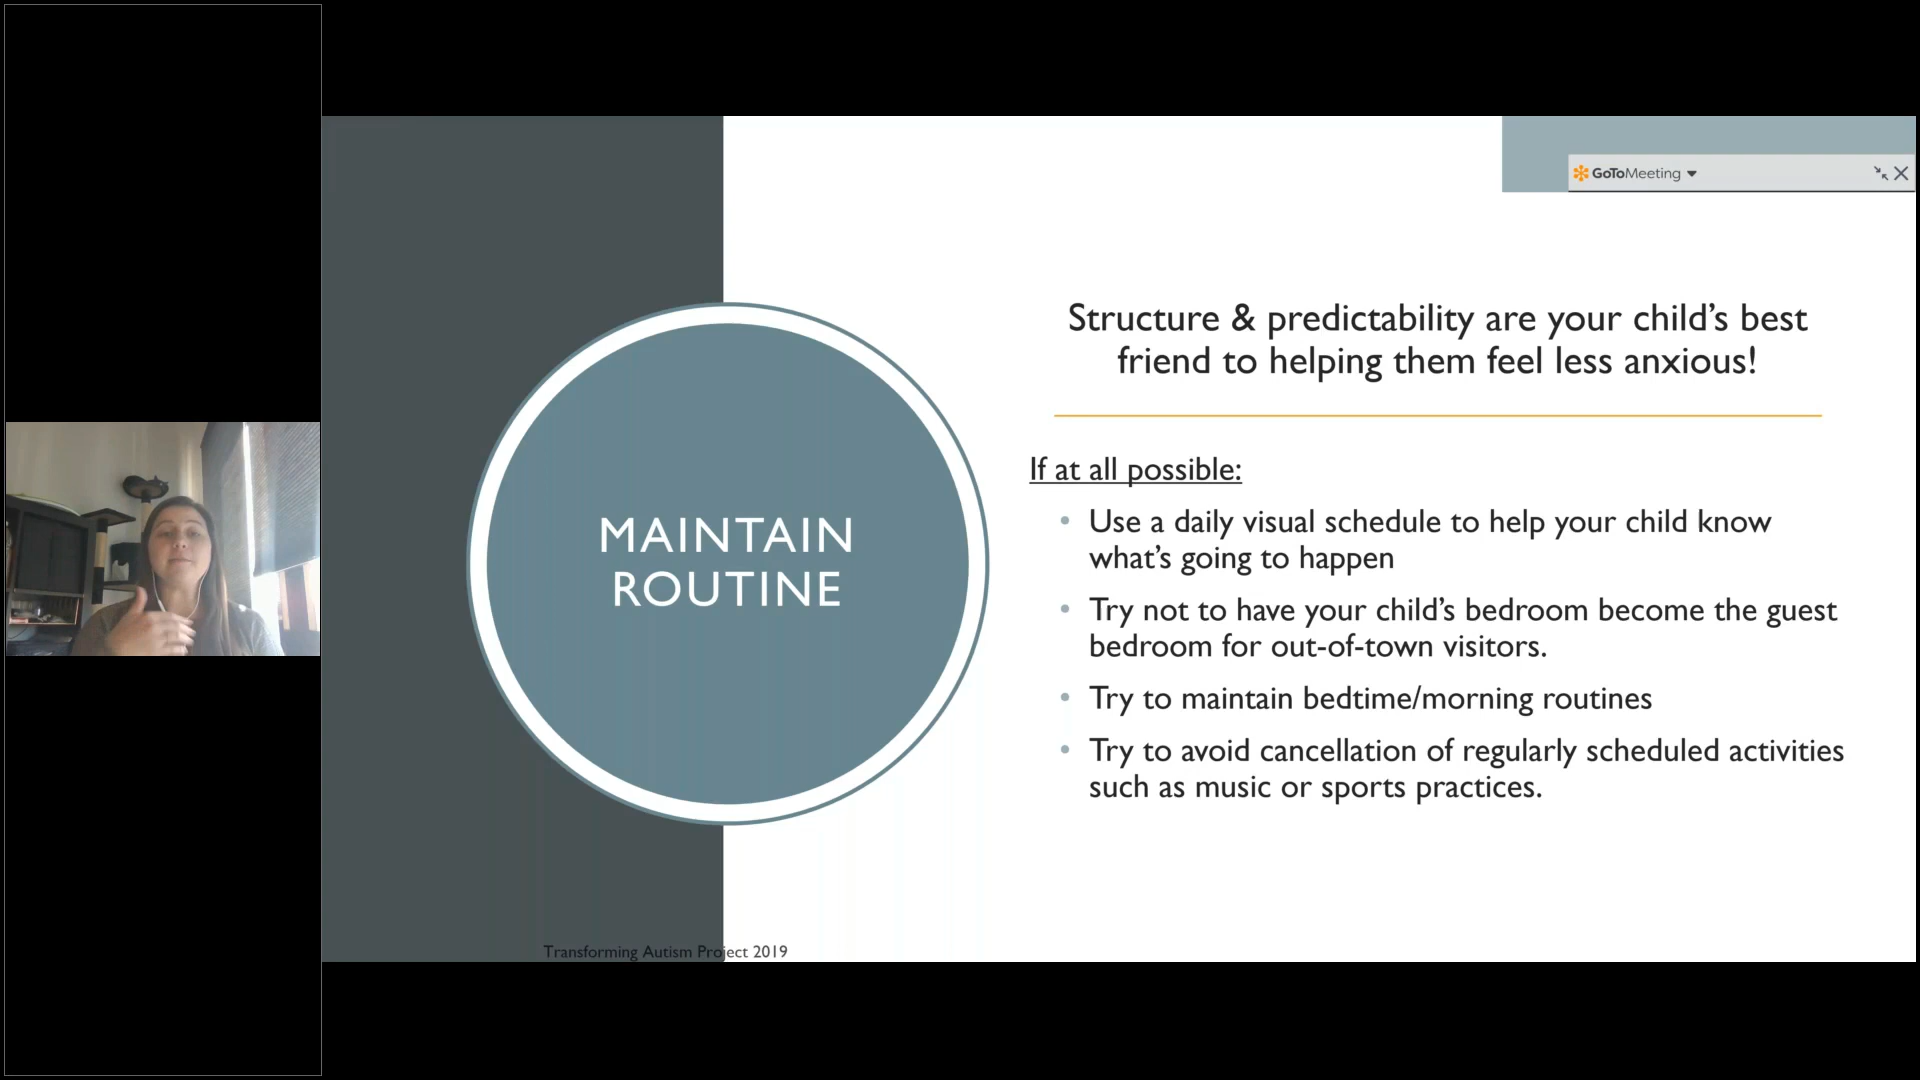 GoToMeeting
Structure & predictability are your child’s best
friend to helping them feel less anxious!
MAINTAIN
ROUTINE
If at all possible:
• Use a daily visual schedule to help your child know
what’s going to happen
• Try not to have your child’s bedroom become the guest
bedroom for out-of-town visitors.
• Try to maintain bedtime/morning routines
• Try to avoid cancellation of regularly scheduled activities
such as music or sports practices.
Transforming Autism Project 2019